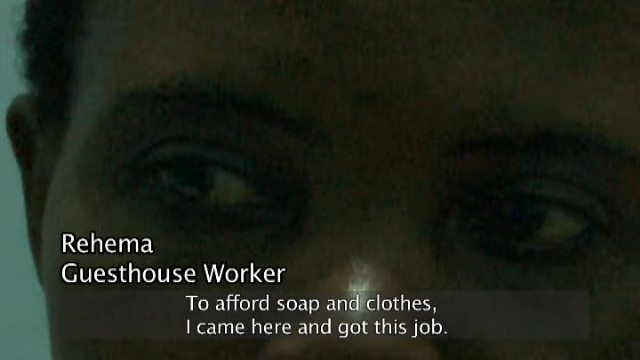 Rehema
Guesthouse Worker
To afford soap and clothes,
I came here and got this job.